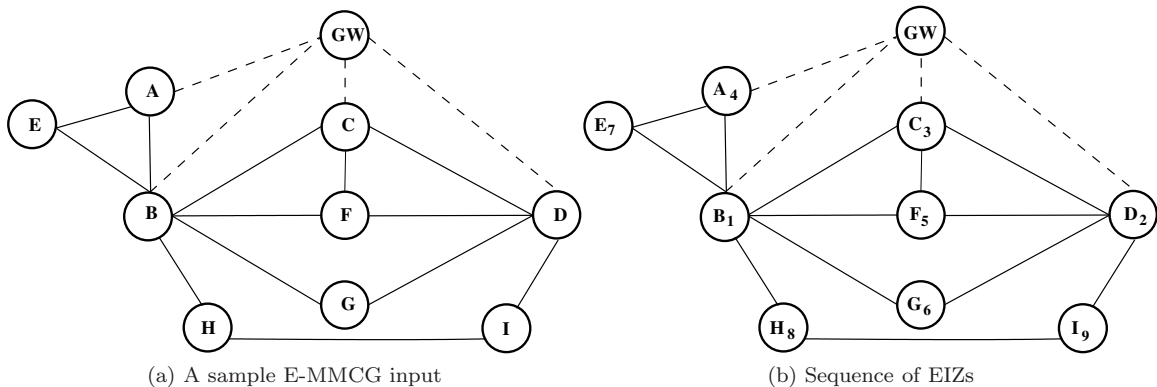 GW
A
E
C
B
F
D
G
H
I
(a) A sample E-MMCG input
GW
A₄
E₇
C₃
B₁
F₅
D₂
G₆
H₈
I₉
(b) Sequence of EIZs